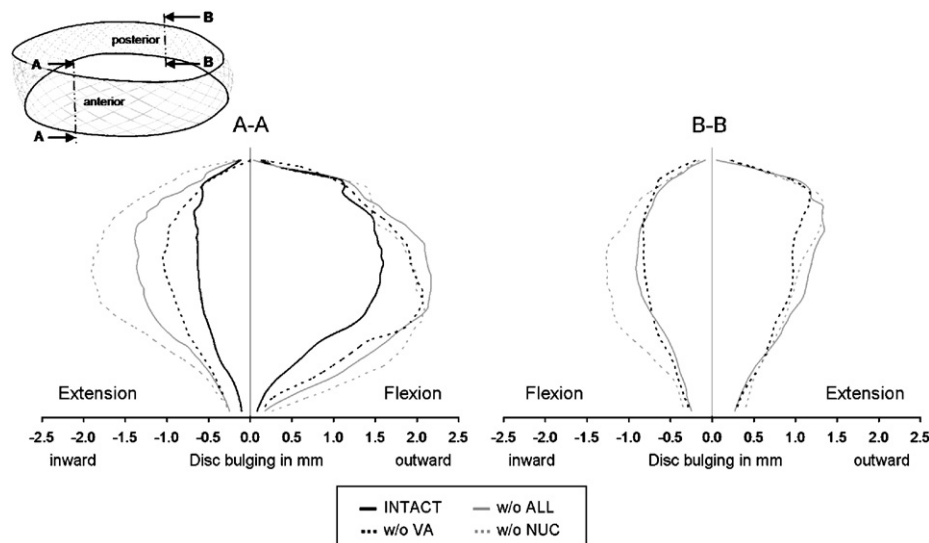 B
posterior
A
B
anterior
A
A-A
B-B
Extension
Flexion
Flexion
Extension
-2.5 -2.0 -1.5 -1.0 -0.5 0.0 0.5 1.0 1.5 2.0 2.5
-2.5 -2.0 -1.5 -1.0 -0.5 0.0 0.5 1.0 1.5 2.0 2.5
inward Disc bulging in mm outward
inward Disc bulging in mm outward
INTACT w/o ALL
w/o VA w/o NUC